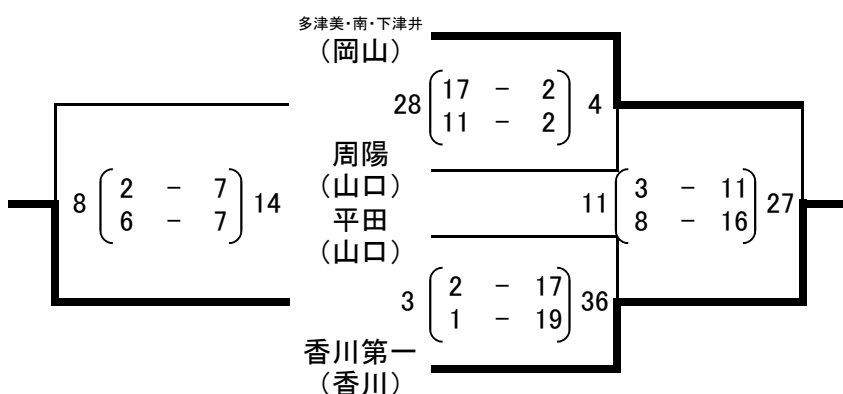 多津美・南・下津井
(岡山)
28 17 - 2 4
11 - 2
周陽
(山口)
8 2 - 7 14
6 - 7
11 3 - 11 27
8 - 16
平田
(山口)
3 2 - 17 36
1 - 19
香川第一
(香川)